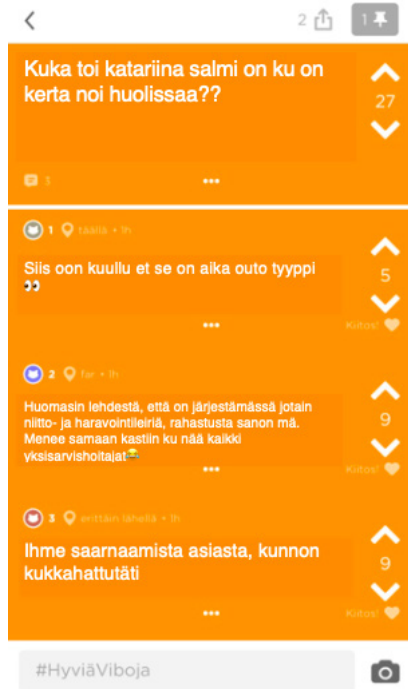 2
1
Kuka toi katariina salmi on ku on
kerta noi huolissaa??
27
3
1 täällä • 1h
Siis oon kuullu et se on aika outo tyyppi
👀
5
Kiitos!
2 far • 1h
Huomasin lehdestä, että on järjestämässä jotain
niitto- ja haravointileiriä, rahastusta sanon mä.
Menee samaan kastiin ku nää kaikki
yksisarvishoitajat😂
9
Kiitos!
3 erittäin lähellä • 1h
Ihme saarnaamista asiasta, kunnon
kukkahattutäti
9
Kiitos!
#HyviäViboja